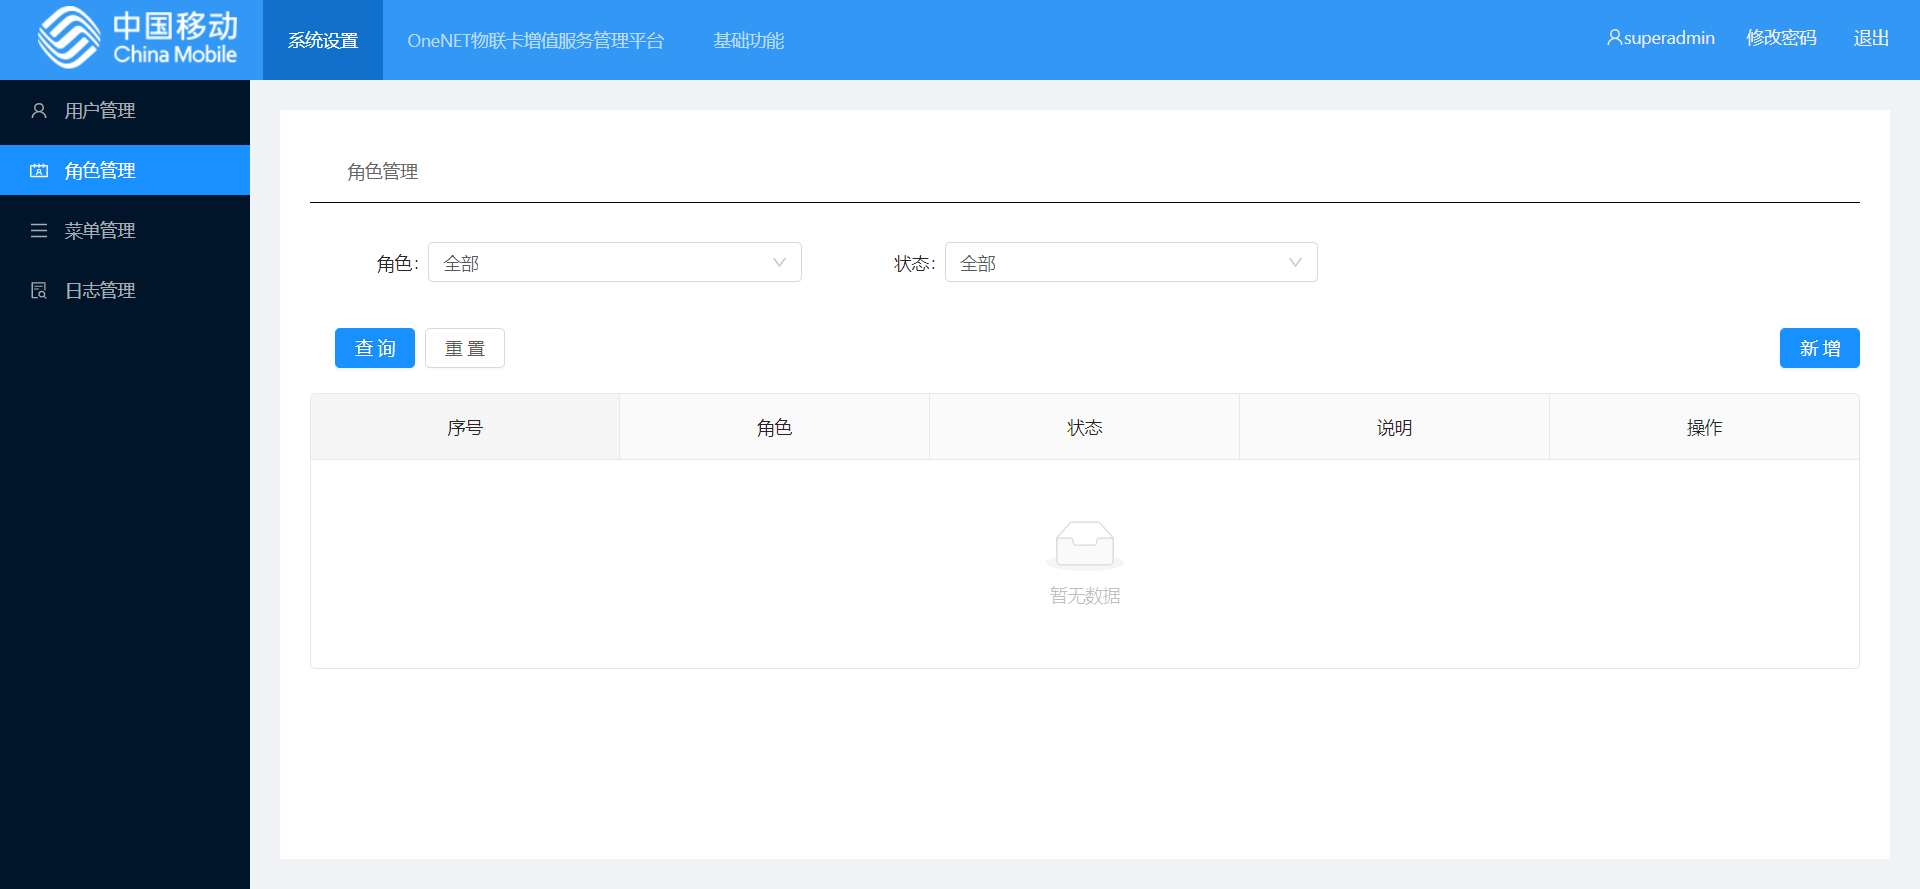 中国移动
China Mobile
系统设置
OneNET物联卡增值服务管理平台
基础功能
superadmin
修改密码
退出
用户管理
角色管理
菜单管理
日志管理
角色管理
角色: 全部
状态: 全部
查 询
重 置
新 增
序号 角色 状态 说明 操作
暂无数据